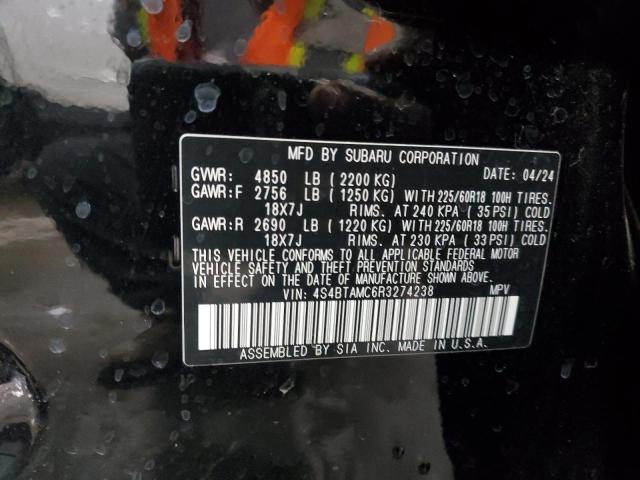 MFD BY SUBARU CORPORATION
GVWR: 4850 LB ( 2200 KG) DATE: 04/24
GAWR:F 2756 LB ( 1250 KG) WITH 225/60R18 100H TIRES.
18X7J RIMS. AT 240 KPA ( 35 PSI) COLD
GAWR:R 2690 LB ( 1220 KG) WITH 225/60R18 100H TIRES.
18X7J RIMS. AT 230 KPA ( 33 PSI) COLD
THIS VEHICLE CONFORMS TO ALL APPLICABLE FEDERAL MOTOR
VEHICLE SAFETY AND THEFT PREVENTION STANDARDS
IN EFFECT ON THE DATE OF MANUFACTURE SHOWN ABOVE.
VIN: 4S4BTAMC6R3274238 MPV
ASSEMBLED BY SIA INC. MADE IN U.S.A.